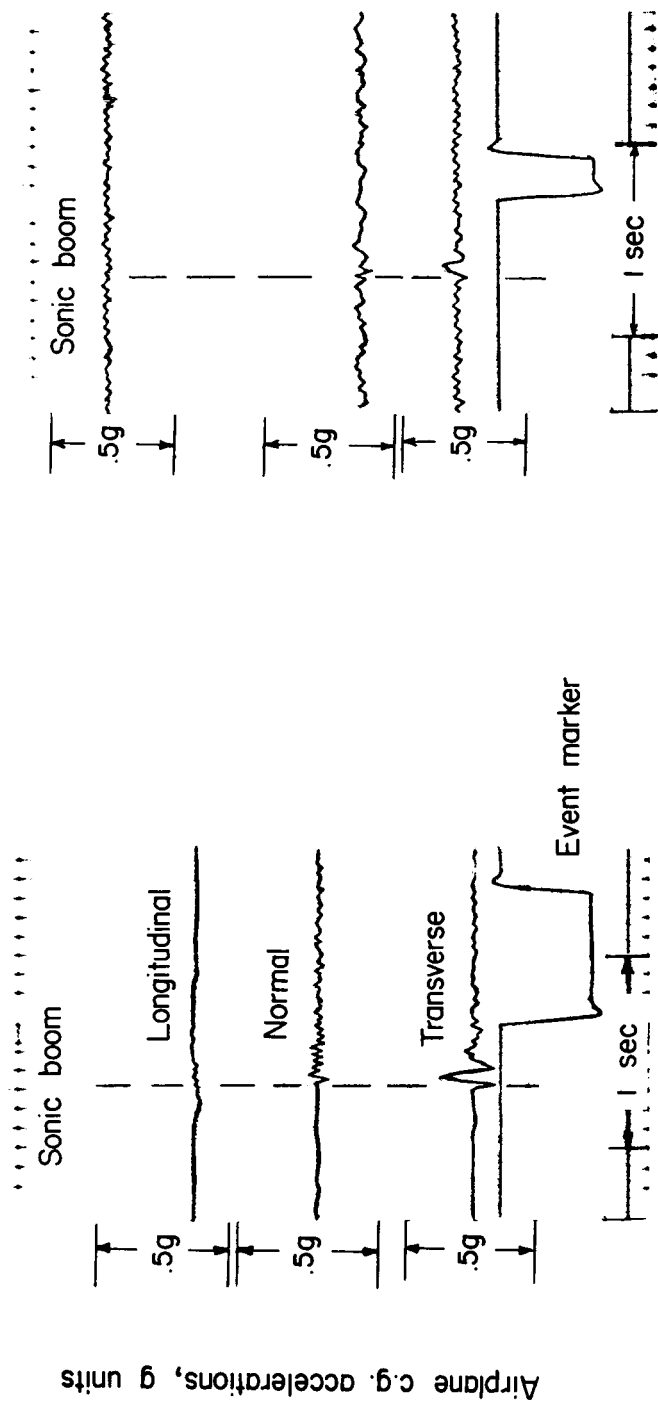 Airplane c.g. accelerations, g units
Sonic boom
.5g
Longitudinal
.5g
Normal
.5g
Transverse
Event marker
1 sec
Sonic boom
.5g
.5g
.5g
1 sec